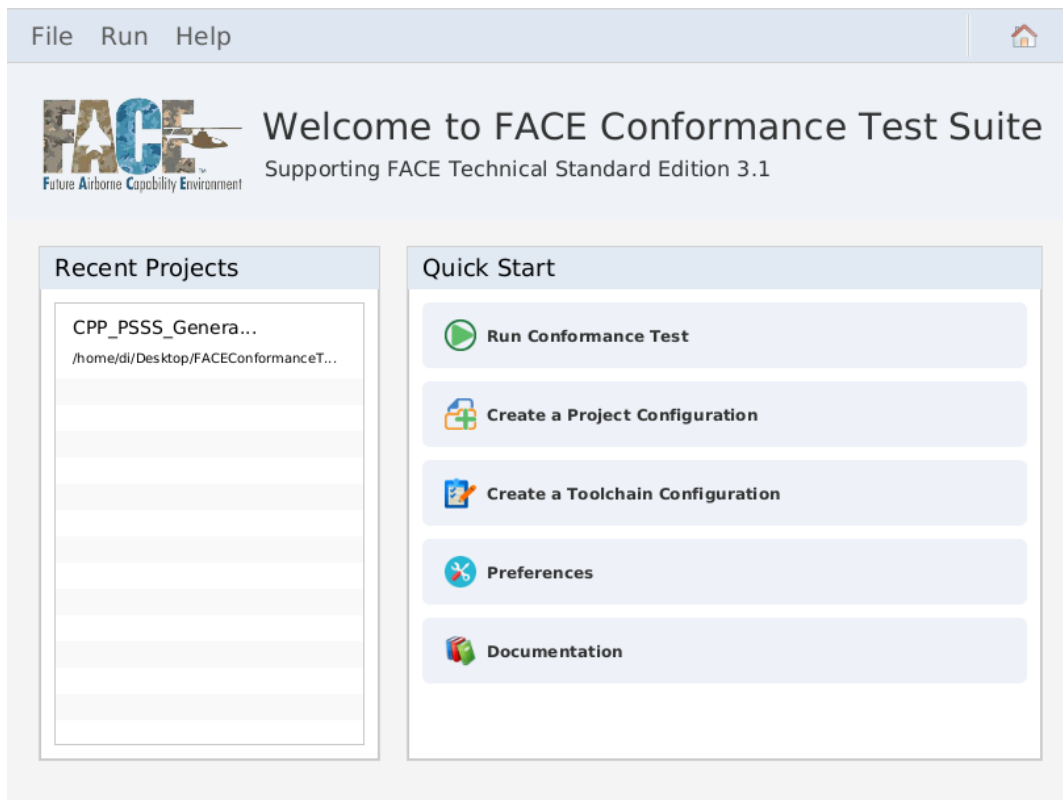 File Run Help
FACE
Future Airborne Capability Environment
Welcome to FACE Conformance Test Suite
Supporting FACE Technical Standard Edition 3.1
Recent Projects
CPP_PSSS_Genera...
/home/di/Desktop/FACEConformanceT...
Quick Start
Run Conformance Test
Create a Project Configuration
Create a Toolchain Configuration
Preferences
Documentation